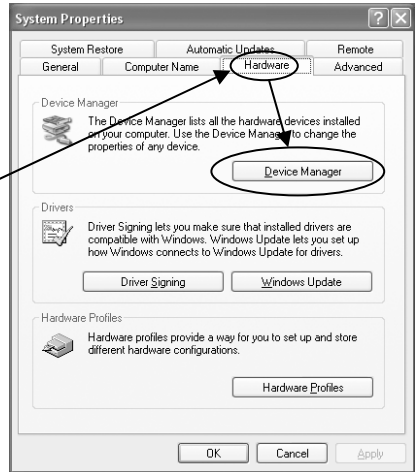 System Properties
System Restore Automatic Updates Remote
General Computer Name Hardware Advanced
Device Manager
The Device Manager lists all the hardware devices installed
on your computer. Use the Device Manager to change the
properties of any device.
Device Manager
Drivers
Driver Signing lets you make sure that installed drivers are
compatible with Windows. Windows Update lets you set up
how Windows connects to Windows Update for drivers.
Driver Signing Windows Update
Hardware Profiles
Hardware profiles provide a way for you to set up and store
different hardware configurations.
Hardware Profiles
OK Cancel Apply